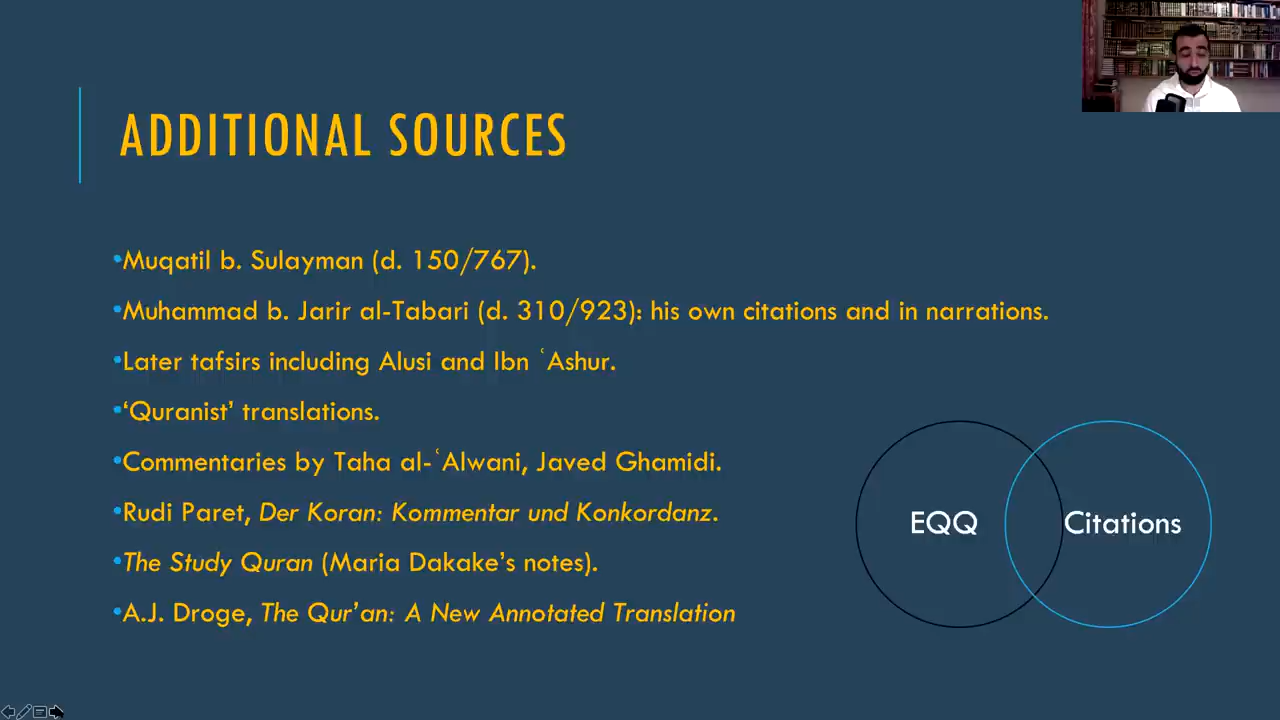 ADDITIONAL SOURCES
•Muqatil b. Sulayman (d. 150/767).
•Muhammad b. Jarir al-Tabari (d. 310/923): his own citations and in narrations.
•Later tafsirs including Alusi and Ibn ʿAshur.
•‘Quranist’ translations.
•Commentaries by Taha al-ʿAlwani, Javed Ghamidi.
•Rudi Paret, Der Koran: Kommentar und Konkordanz.
•The Study Quran (Maria Dakake’s notes).
•A.J. Droge, The Qur’an: A New Annotated Translation
EQQ
Citations